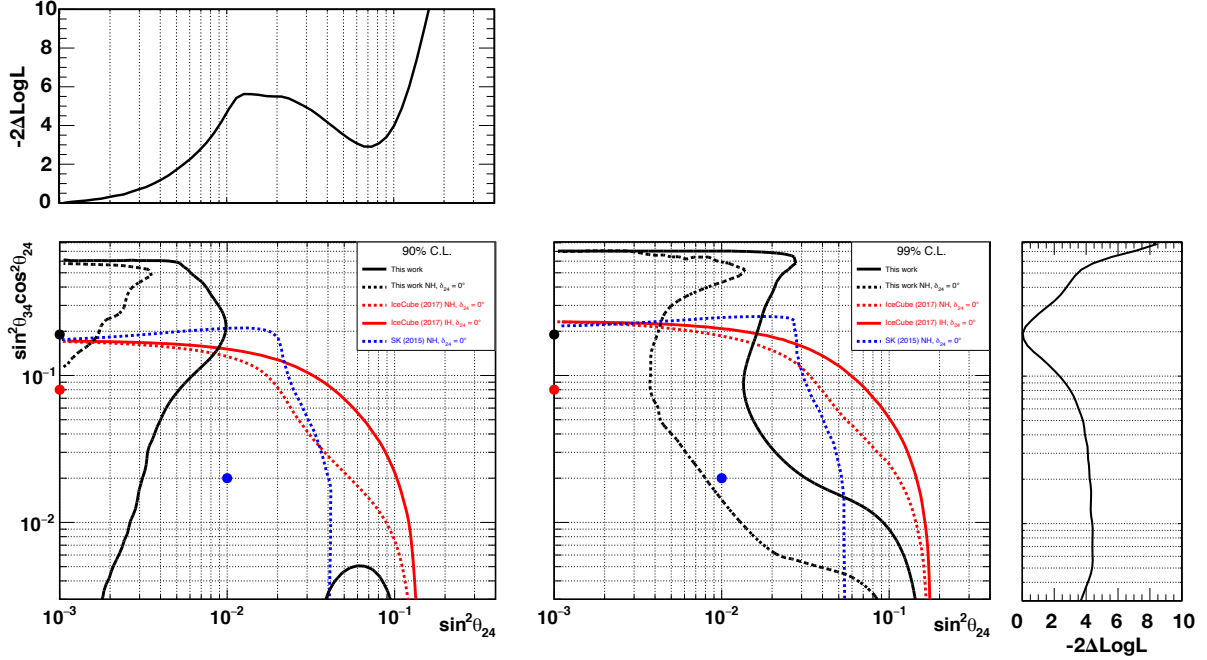 10
8
6
4
2
0
-2ΔLogL
sin²θ₃₄cos²θ₂₄
10⁻¹
10⁻²
10⁻³ 10⁻² 10⁻¹
sin²θ₂₄
90% C.L.
This work
This work NH, δ₂₄ = 0°
IceCube (2017) NH, δ₂₄ = 0°
IceCube (2017) IH, δ₂₄ = 0°
SK (2015) NH, δ₂₄ = 0°
99% C.L.
This work
This work NH, δ₂₄ = 0°
IceCube (2017) NH, δ₂₄ = 0°
IceCube (2017) IH, δ₂₄ = 0°
SK (2015) NH, δ₂₄ = 0°
10⁻³ 10⁻² 10⁻¹
sin²θ₂₄
0 2 4 6 8 10
-2ΔLogL